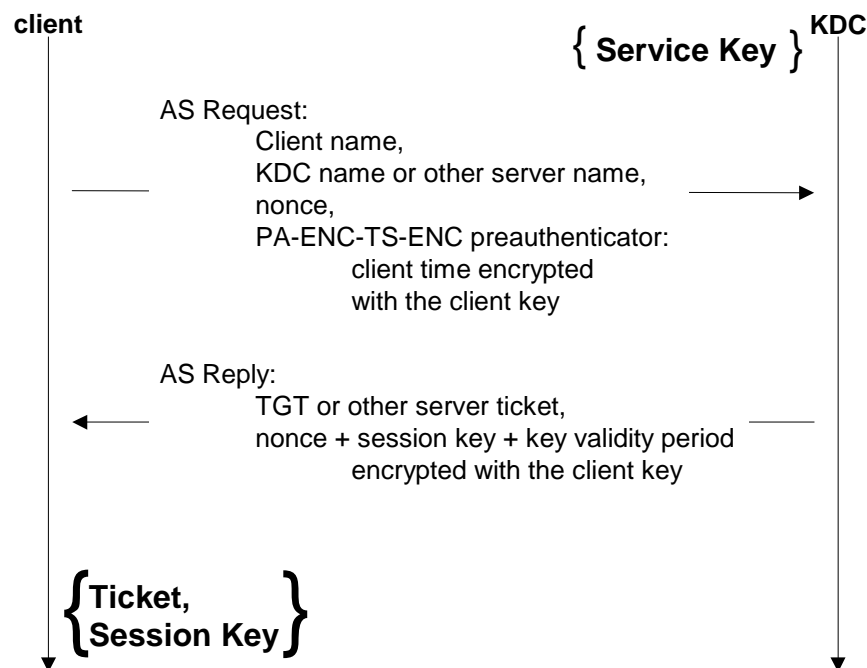 client
KDC
{ Service Key }
AS Request:
Client name,
KDC name or other server name,
nonce,
PA-ENC-TS-ENC preauthenticator:
client time encrypted
with the client key
AS Reply:
TGT or other server ticket,
nonce + session key + key validity period
encrypted with the client key
{Ticket,
Session Key}